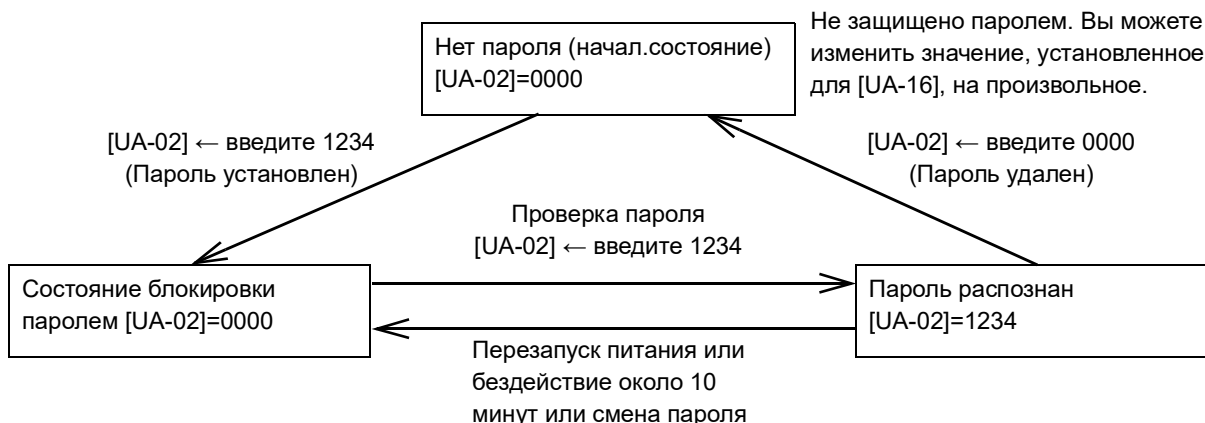 Нет пароля (начал.состояние)
[UA-02]=0000
Не защищено паролем. Вы можете
изменить значение, установленное
для [UA-16], на произвольное.
[UA-02] ← введите 1234
(Пароль установлен)
[UA-02] ← введите 0000
(Пароль удален)
Проверка пароля
[UA-02] ← введите 1234
Состояние блокировки
паролем [UA-02]=0000
Пароль распознан
[UA-02]=1234
Перезапуск питания или
бездействие около 10
минут или смена пароля